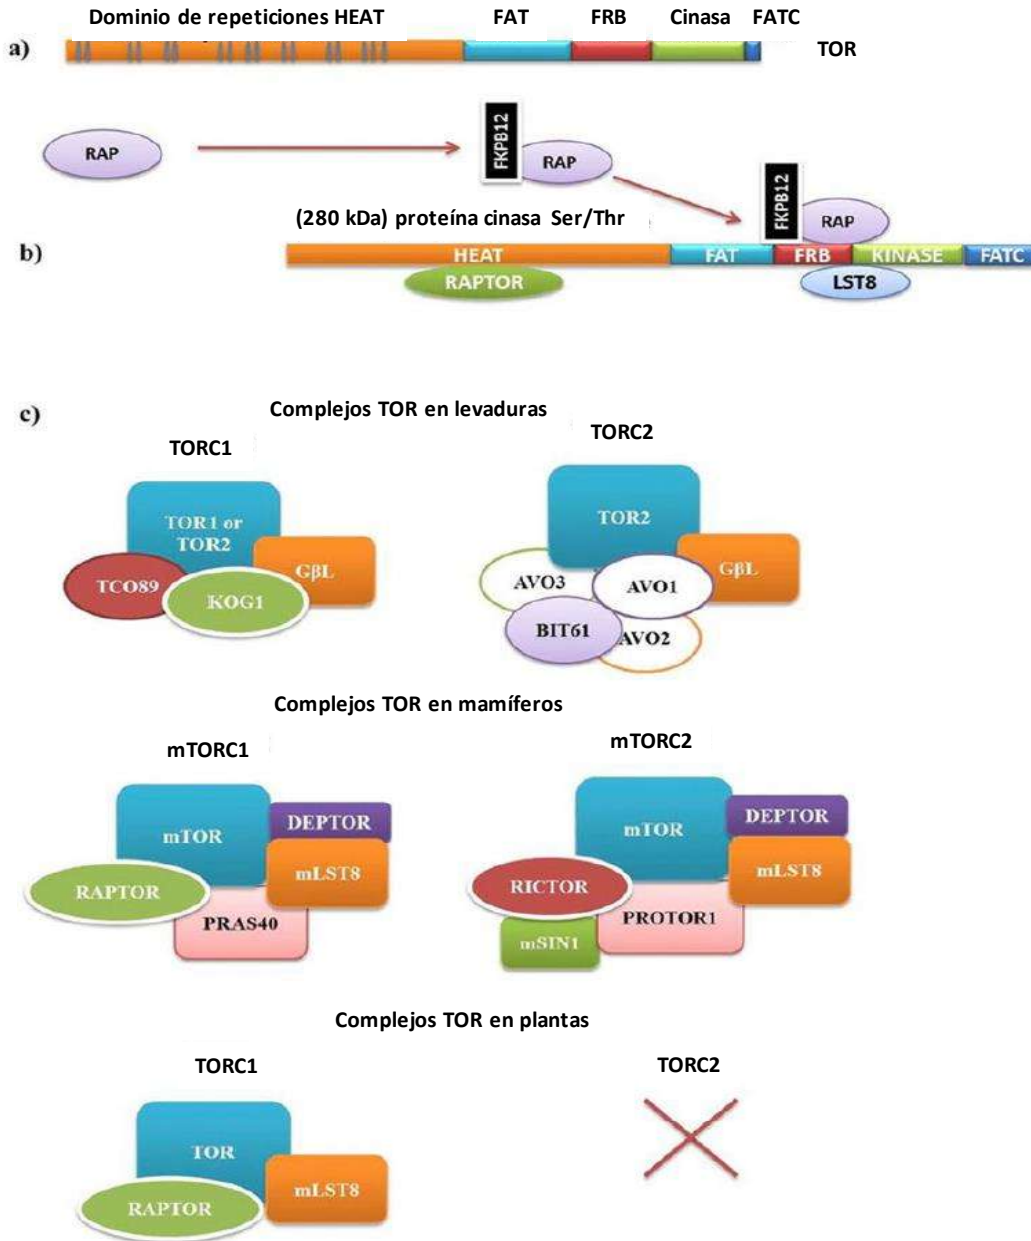 Dominio de repeticiones HEAT FAT FRB Cinasa FATC
a) TOR
RAP
FKPB12
RAP
FKPB12
RAP
(280 kDa) proteína cinasa Ser/Thr
b) HEAT FAT FRB KINASE FATC
RAPTOR LST8
c) Complejos TOR en levaduras
TORC1 TORC2
TOR1 or
TOR2
TCO89
KOG1
GβL
TOR2
AVO3
AVO1
GβL
BIT61
AVO2
Complejos TOR en mamíferos
mTORC1 mTORC2
mTOR
DEPTOR
RAPTOR
mLST8
PRAS40
mTOR
DEPTOR
RICTOR
mLST8
PROTOR1
mSIN1
Complejos TOR en plantas
TORC1 TORC2
TOR
RAPTOR
mLST8